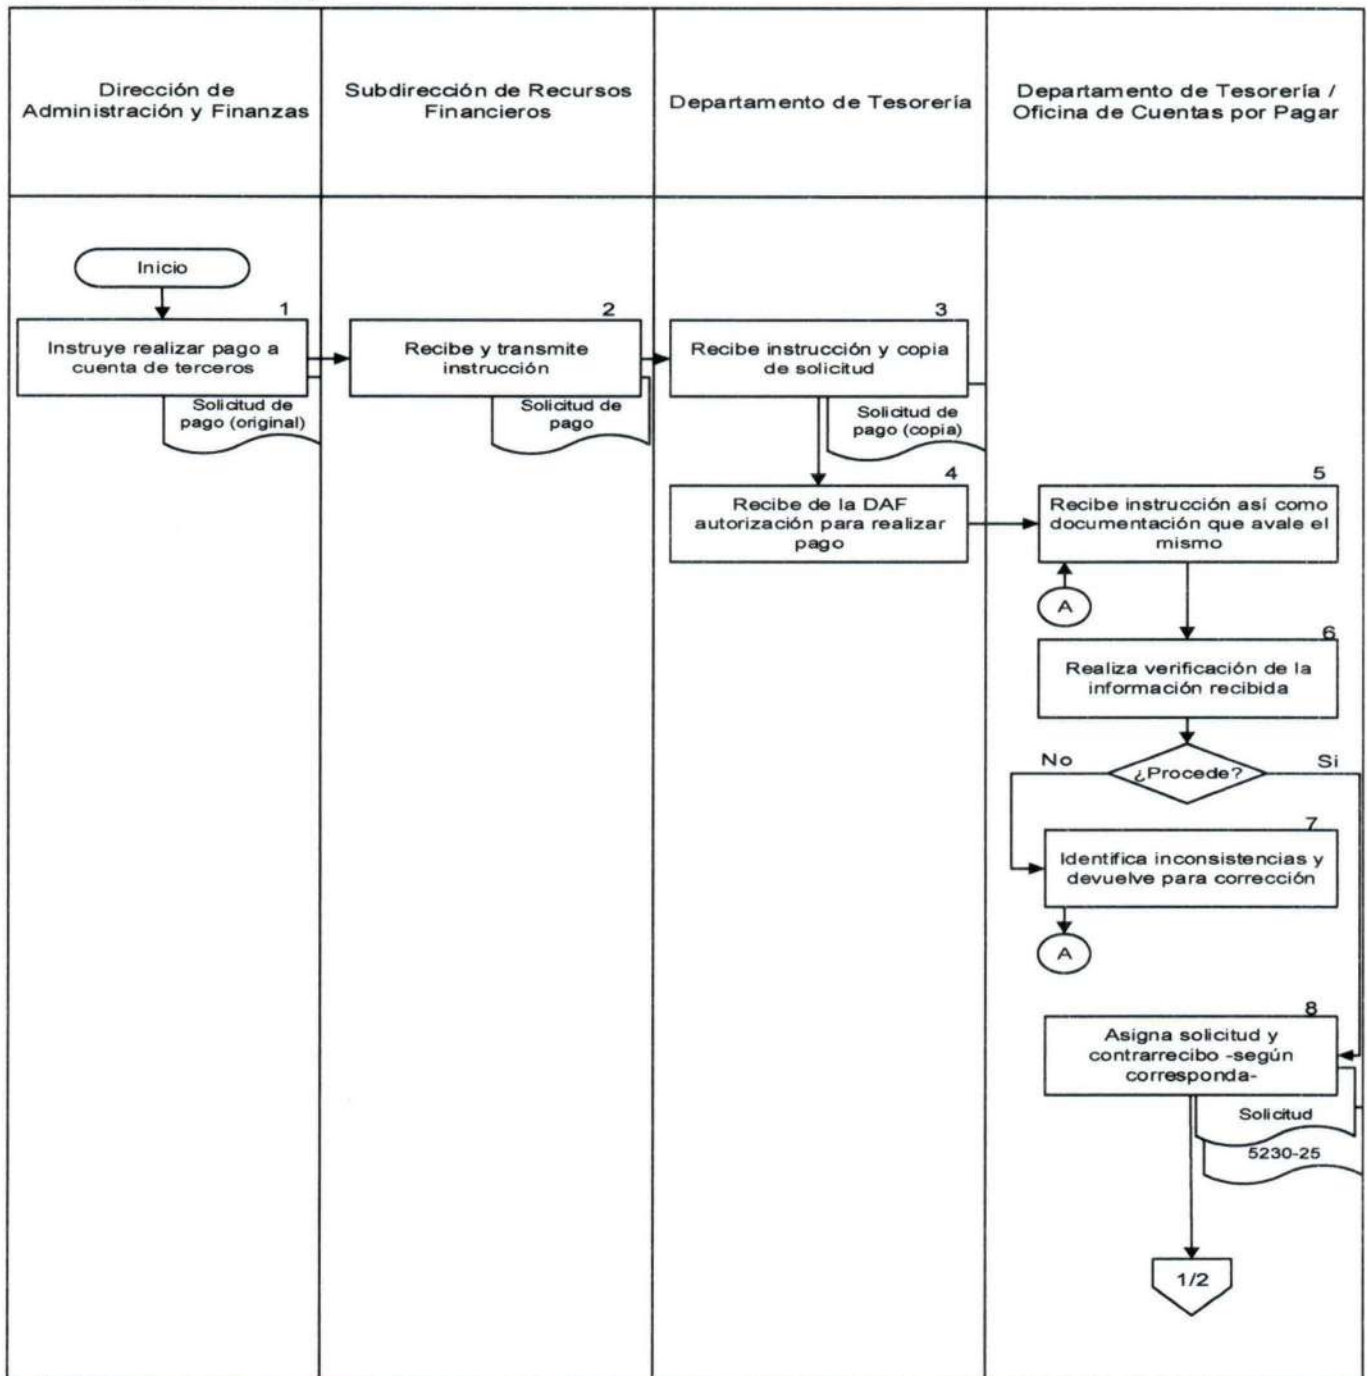 Dirección de
Administración y Finanzas
Subdirección de Recursos
Financieros
Departamento de Tesorería
Departamento de Tesorería /
Oficina de Cuentas por Pagar
Inicio
1
Instruye realizar pago a
cuenta de terceros
Solicitud de
pago (original)
2
Recibe y transmite
instrucción
Solicitud de
pago
3
Recibe instrucción y copia
de solicitud
Solicitud de
pago (copia)
4
Recibe de la DAF
autorización para realizar
pago
5
Recibe instrucción así como
documentación que avale el
mismo
A
6
Realiza verificación de la
información recibida
¿Procede?
No
Si
7
Identifica inconsistencias y
devuelve para corrección
A
8
Asigna solicitud y
contrarrecibo -según
corresponda-
Solicitud
5230-25
1/2